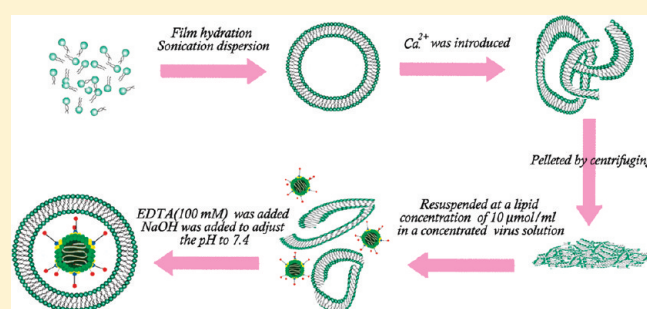 Film hydration
Sonication dispersion
Ca2+ was introduced
Pelleted by centrifuging
Resuspended at a lipid
concentration of 10 μmol/ml
in a concentrated virus solution
EDTA(100 mM) was added
NaOH was added to adjust
the pH to 7.4